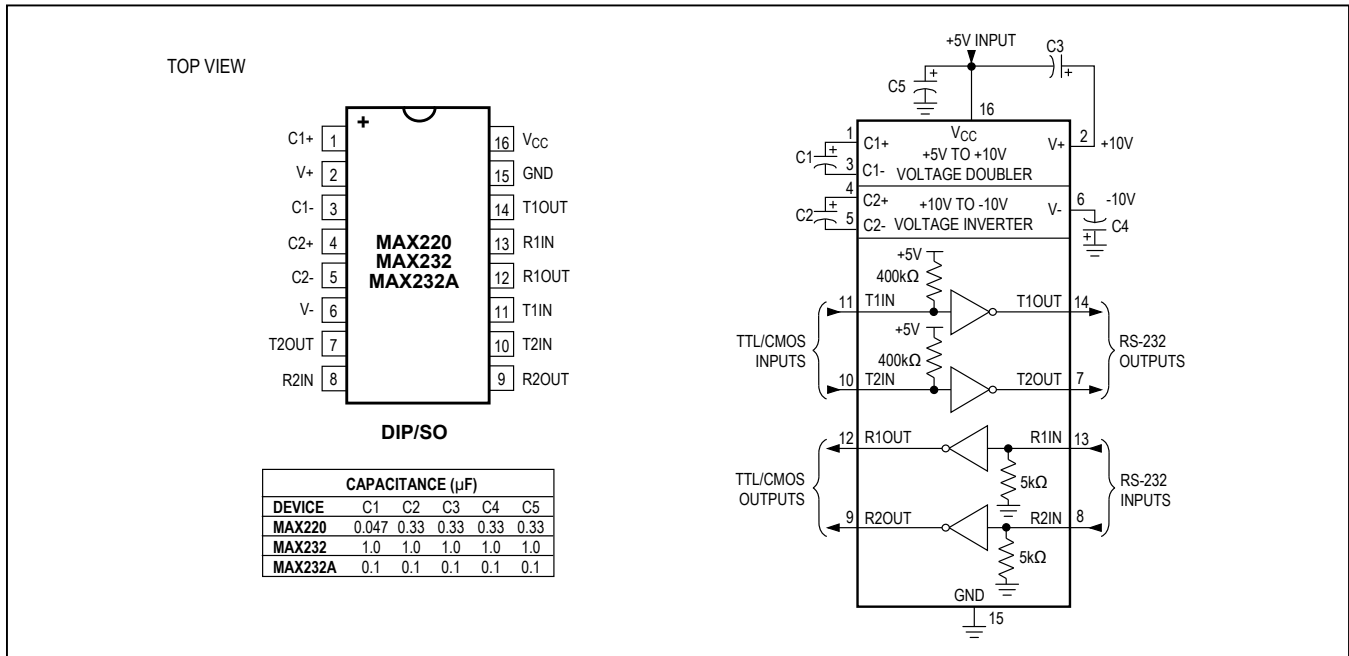 TOP VIEW
C1+ 1
V+ 2
C1- 3
C2+ 4
C2- 5
V- 6
T2OUT 7
R2IN 8
+
MAX220
MAX232
MAX232A
16 VCC
15 GND
14 T1OUT
13 R1IN
12 R1OUT
11 T1IN
10 T2IN
9 R2OUT
DIP/SO
CAPACITANCE (μF)
DEVICE C1 C2 C3 C4 C5
MAX220 0.047 0.33 0.33 0.33 0.33
MAX232 1.0 1.0 1.0 1.0 1.0
MAX232A 0.1 0.1 0.1 0.1 0.1
+5V INPUT
C3
+
C5 +
16
1 C1+
VCC
V+ 2 +10V
+5V TO +10V
C1 +
3 C1-
VOLTAGE DOUBLER
4 C2+
+10V TO -10V
V- 6 -10V
C2 +
5 C2-
VOLTAGE INVERTER
C4
+
+5V
400kΩ
11 T1IN
T1OUT 14
TTL/CMOS
INPUTS
+5V
400kΩ
RS-232
OUTPUTS
10 T2IN
T2OUT 7
12 R1OUT
R1IN 13
TTL/CMOS
OUTPUTS
5kΩ
RS-232
INPUTS
9 R2OUT
R2IN 8
5kΩ
GND
15